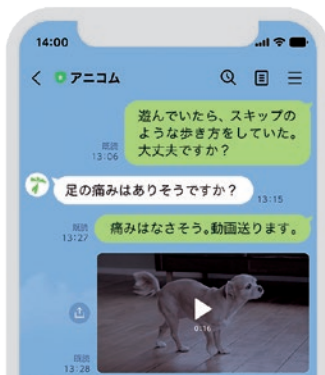 14:00
アニコム
遊んでいたら、スキップの
ような歩き方をしていた。
大丈夫ですか？
既読
13:06
足の痛みはありそうですか？
13:15
痛みはなさそう。動画送ります。
既読
13:27
0:16
既読
13:28